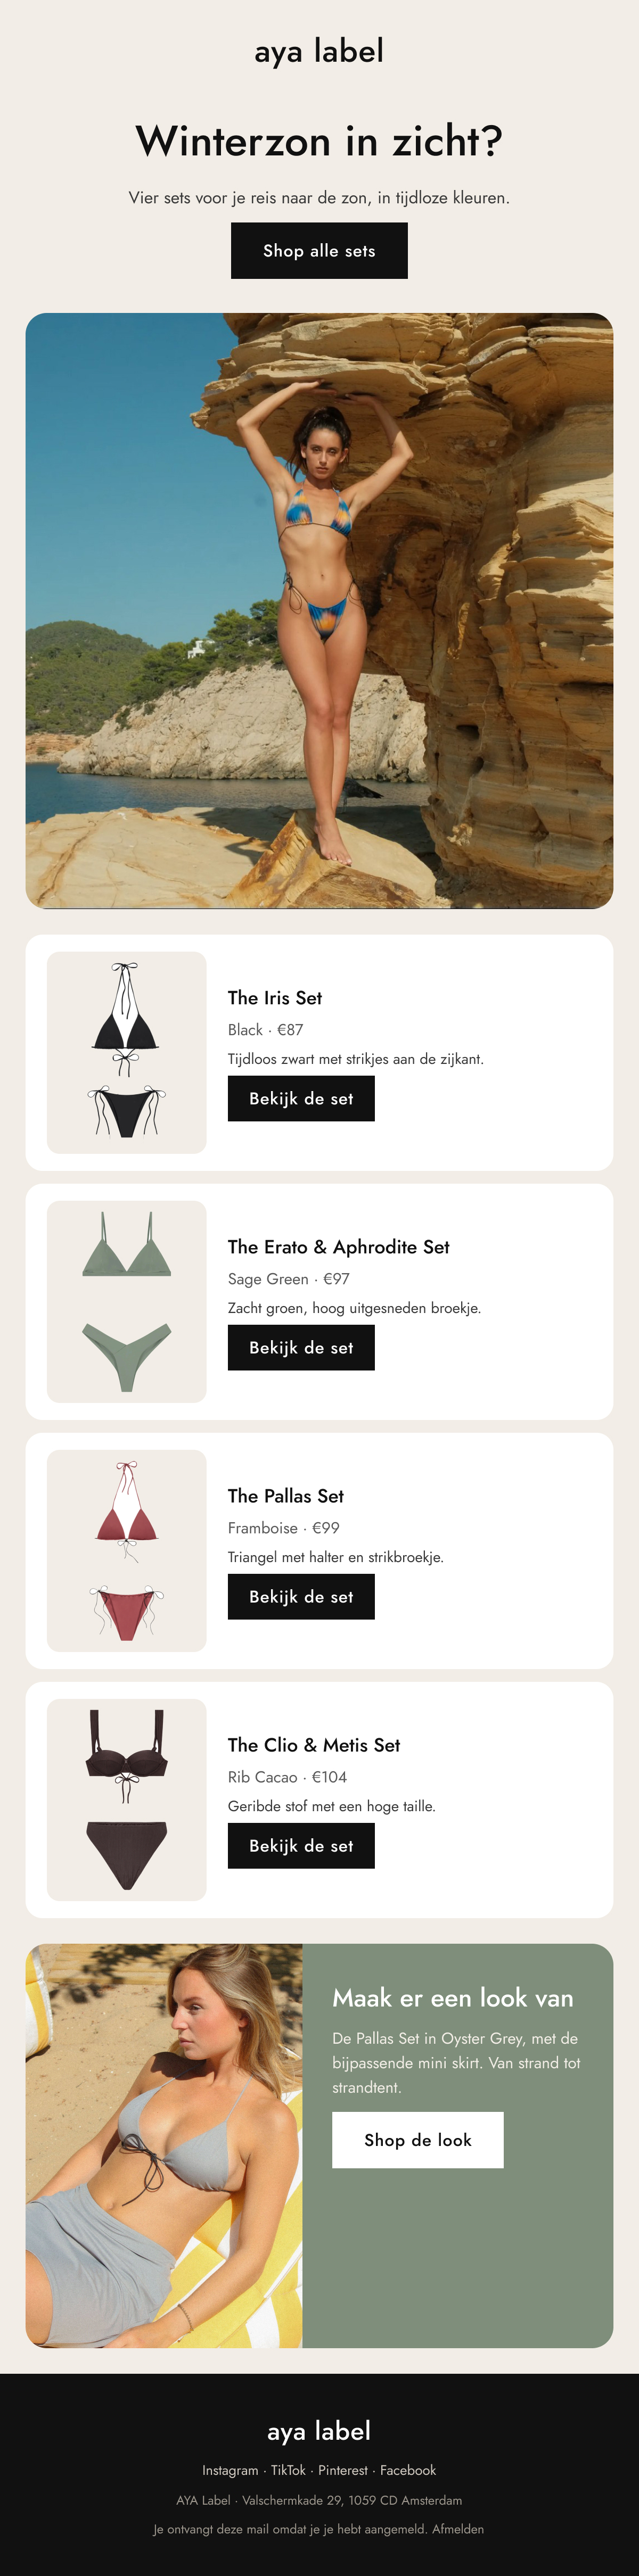 aya label
Winterzon in zicht?
Vier sets voor je reis naar de zon, in tijdloze kleuren.
Shop alle sets
The Iris Set
Black · €87
Tijdloos zwart met strikjes aan de zijkant.
Bekijk de set
The Erato & Aphrodite Set
Sage Green · €97
Zacht groen, hoog uitgesneden broekje.
Bekijk de set
The Pallas Set
Framboise · €99
Triangel met halter en strikbroekje.
Bekijk de set
The Clio & Metis Set
Rib Cacao · €104
Geribde stof met een hoge taille.
Bekijk de set
Maak er een look van
De Pallas Set in Oyster Grey, met de
bijpassende mini skirt. Van strand tot
strandtent.
Shop de look
aya label
Instagram · TikTok · Pinterest · Facebook
AYA Label · Valschermkade 29, 1059 CD Amsterdam
Je ontvangt deze mail omdat je je hebt aangemeld. Afmelden